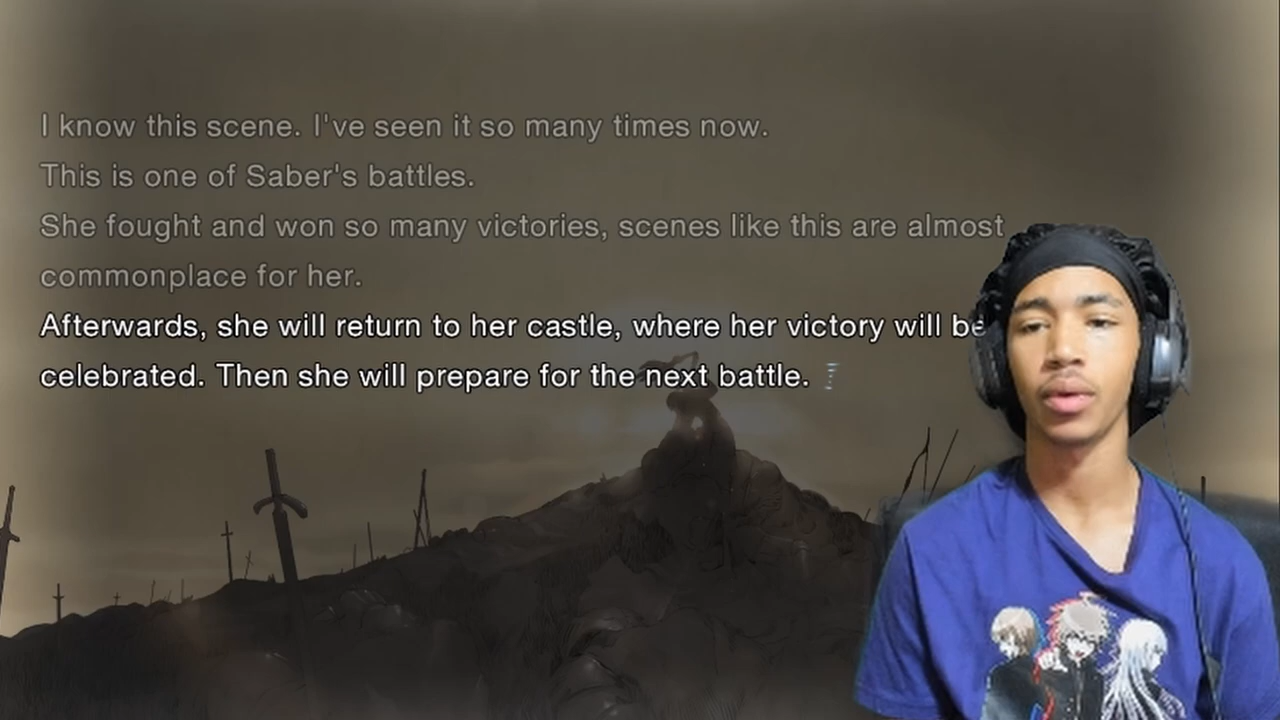 I know this scene. I've seen it so many times now.
This is one of Saber's battles.
She fought and won so many victories, scenes like this are almost
commonplace for her.
Afterwards, she will return to her castle, where her victory will be
celebrated. Then she will prepare for the next battle.